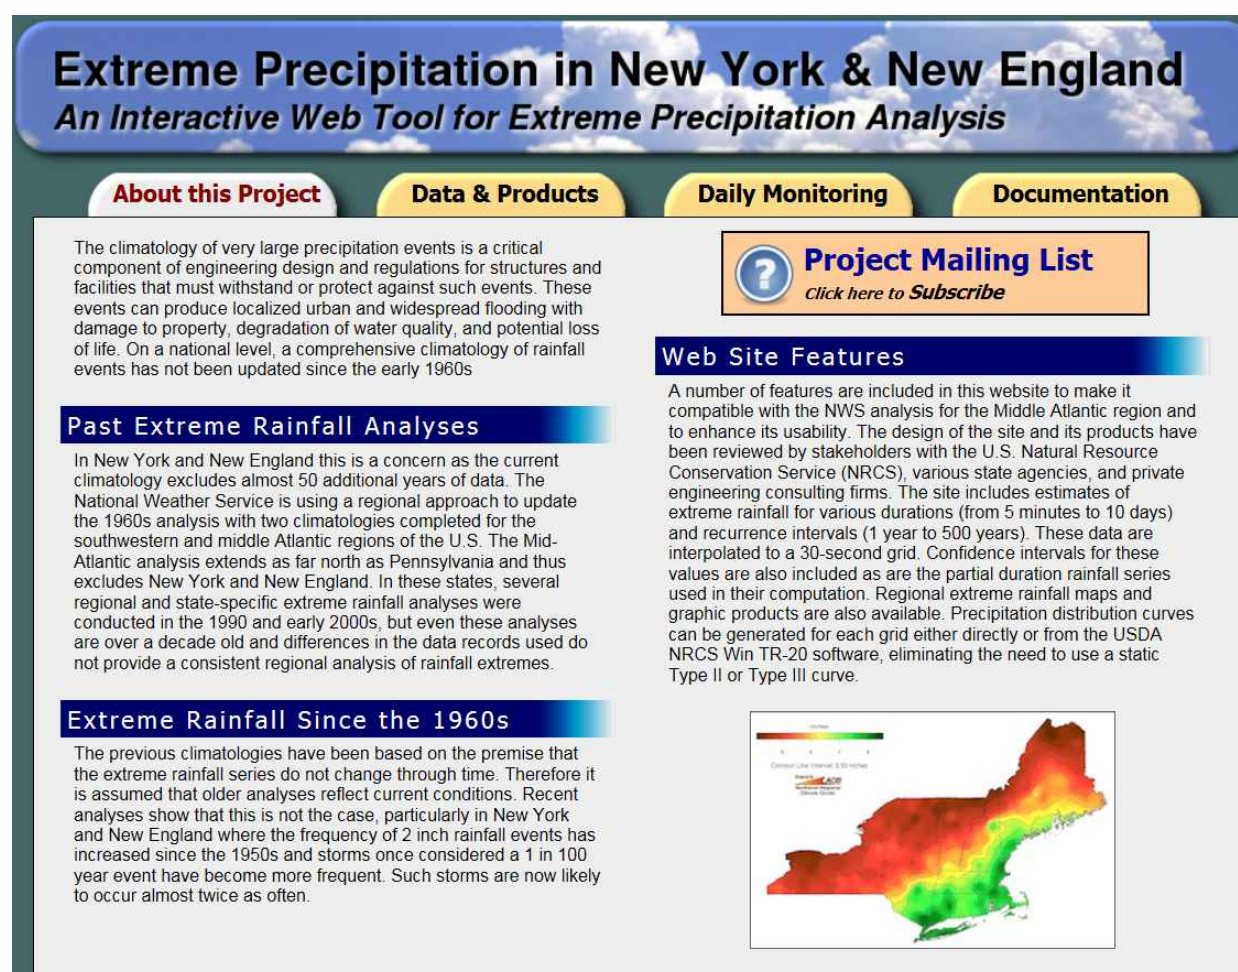 Extreme Precipitation in New York & New England
An Interactive Web Tool for Extreme Precipitation Analysis
About this Project
Data & Products
Daily Monitoring
Documentation
The climatology of very large precipitation events is a critical
component of engineering design and regulations for structures and
facilities that must withstand or protect against such events. These
events can produce localized urban and widespread flooding with
damage to property, degradation of water quality, and potential loss
of life. On a national level, a comprehensive climatology of rainfall
events has not been updated since the early 1960s
Past Extreme Rainfall Analyses
In New York and New England this is a concern as the current
climatology excludes almost 50 additional years of data. The
National Weather Service is using a regional approach to update
the 1960s analysis with two climatologies completed for the
southwestern and middle Atlantic regions of the U.S. The Mid-
Atlantic analysis extends as far north as Pennsylvania and thus
excludes New York and New England. In these states, several
regional and state-specific extreme rainfall analyses were
conducted in the 1990 and early 2000s, but even these analyses
are over a decade old and differences in the data records used do
not provide a consistent regional analysis of rainfall extremes.
Extreme Rainfall Since the 1960s
The previous climatologies have been based on the premise that
the extreme rainfall series do not change through time. Therefore it
is assumed that older analyses reflect current conditions. Recent
analyses show that this is not the case, particularly in New York
and New England where the frequency of 2 inch rainfall events has
increased since the 1950s and storms once considered a 1 in 100
year event have become more frequent. Such storms are now likely
to occur almost twice as often.
Project Mailing List
Click here to Subscribe
Web Site Features
A number of features are included in this website to make it
compatible with the NWS analysis for the Middle Atlantic region and
to enhance its usability. The design of the site and its products have
been reviewed by stakeholders with the U.S. Natural Resource
Conservation Service (NRCS), various state agencies, and private
engineering consulting firms. The site includes estimates of
extreme rainfall for various durations (from 5 minutes to 10 days)
and recurrence intervals (1 year to 500 years). These data are
interpolated to a 30-second grid. Confidence intervals for these
values are also included as are the partial duration rainfall series
used in their computation. Regional extreme rainfall maps and
graphic products are also available. Precipitation distribution curves
can be generated for each grid either directly or from the USDA
NRCS Win TR-20 software, eliminating the need to use a static
Type II or Type III curve.